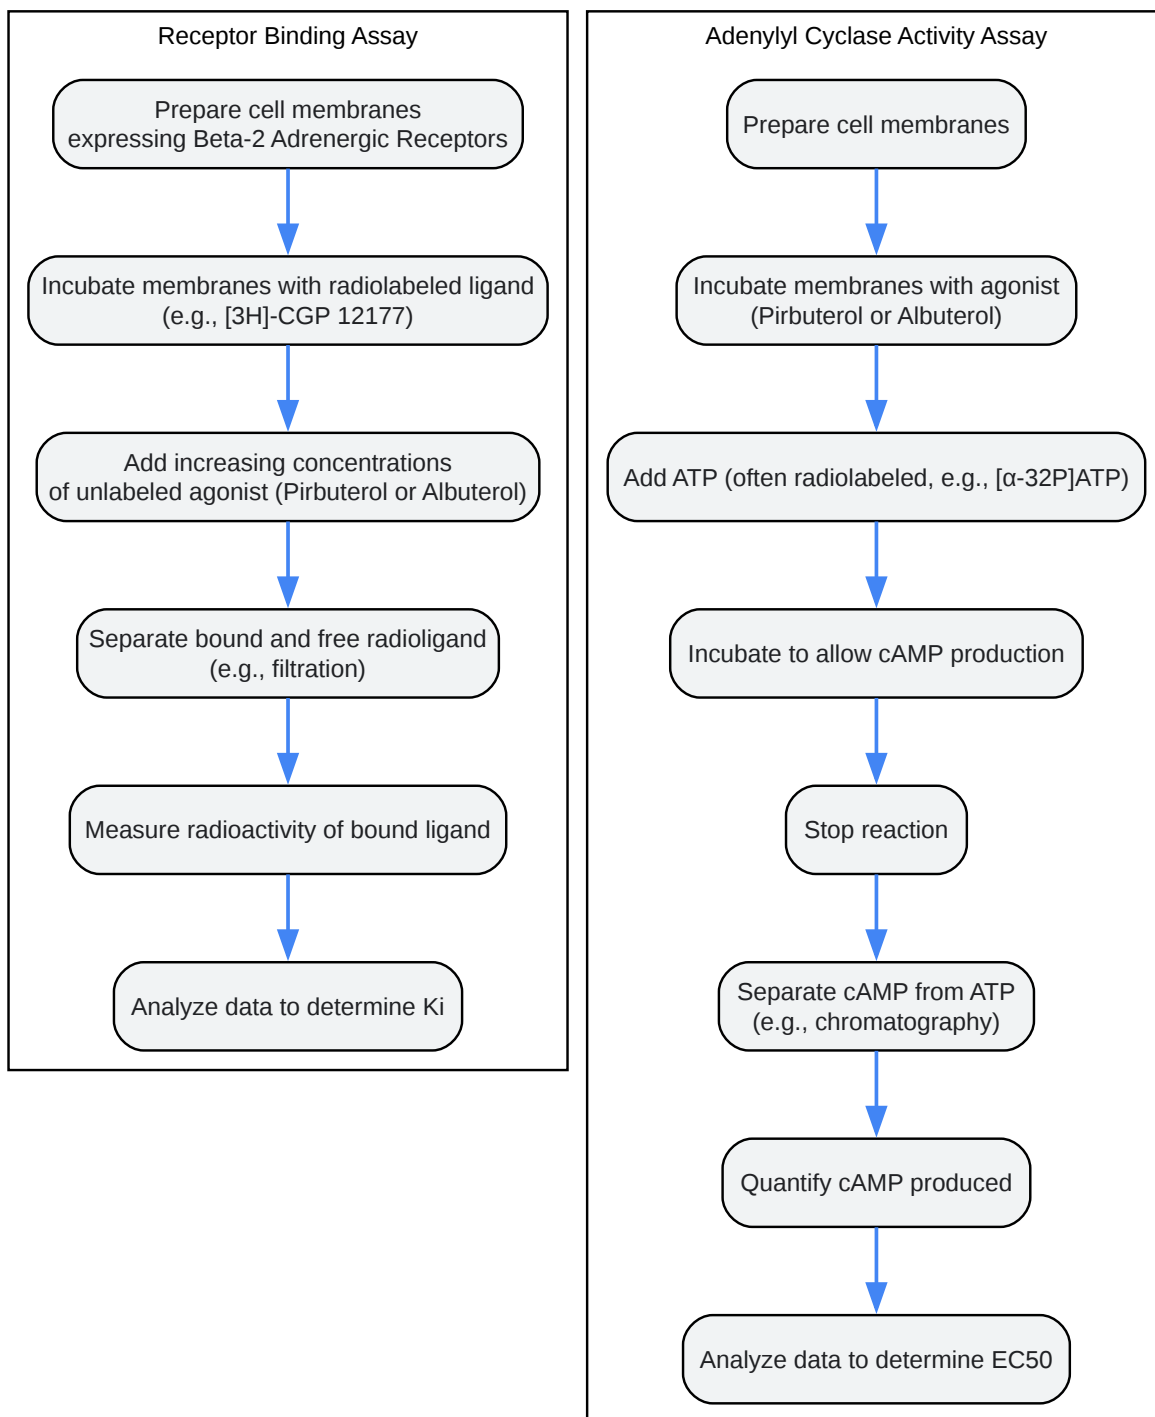 Receptor Binding Assay
Prepare cell membranes
expressing Beta-2 Adrenergic Receptors
Incubate membranes with radiolabeled ligand
(e.g., [3H]-CGP 12177)
Add increasing concentrations
of unlabeled agonist (Pirbuterol or Albuterol)
Separate bound and free radioligand
(e.g., filtration)
Measure radioactivity of bound ligand
Analyze data to determine Ki
Adenylyl Cyclase Activity Assay
Prepare cell membranes
Incubate membranes with agonist
(Pirbuterol or Albuterol)
Add ATP (often radiolabeled, e.g., [α-32P]ATP)
Incubate to allow cAMP production
Stop reaction
Separate cAMP from ATP
(e.g., chromatography)
Quantify cAMP produced
Analyze data to determine EC50